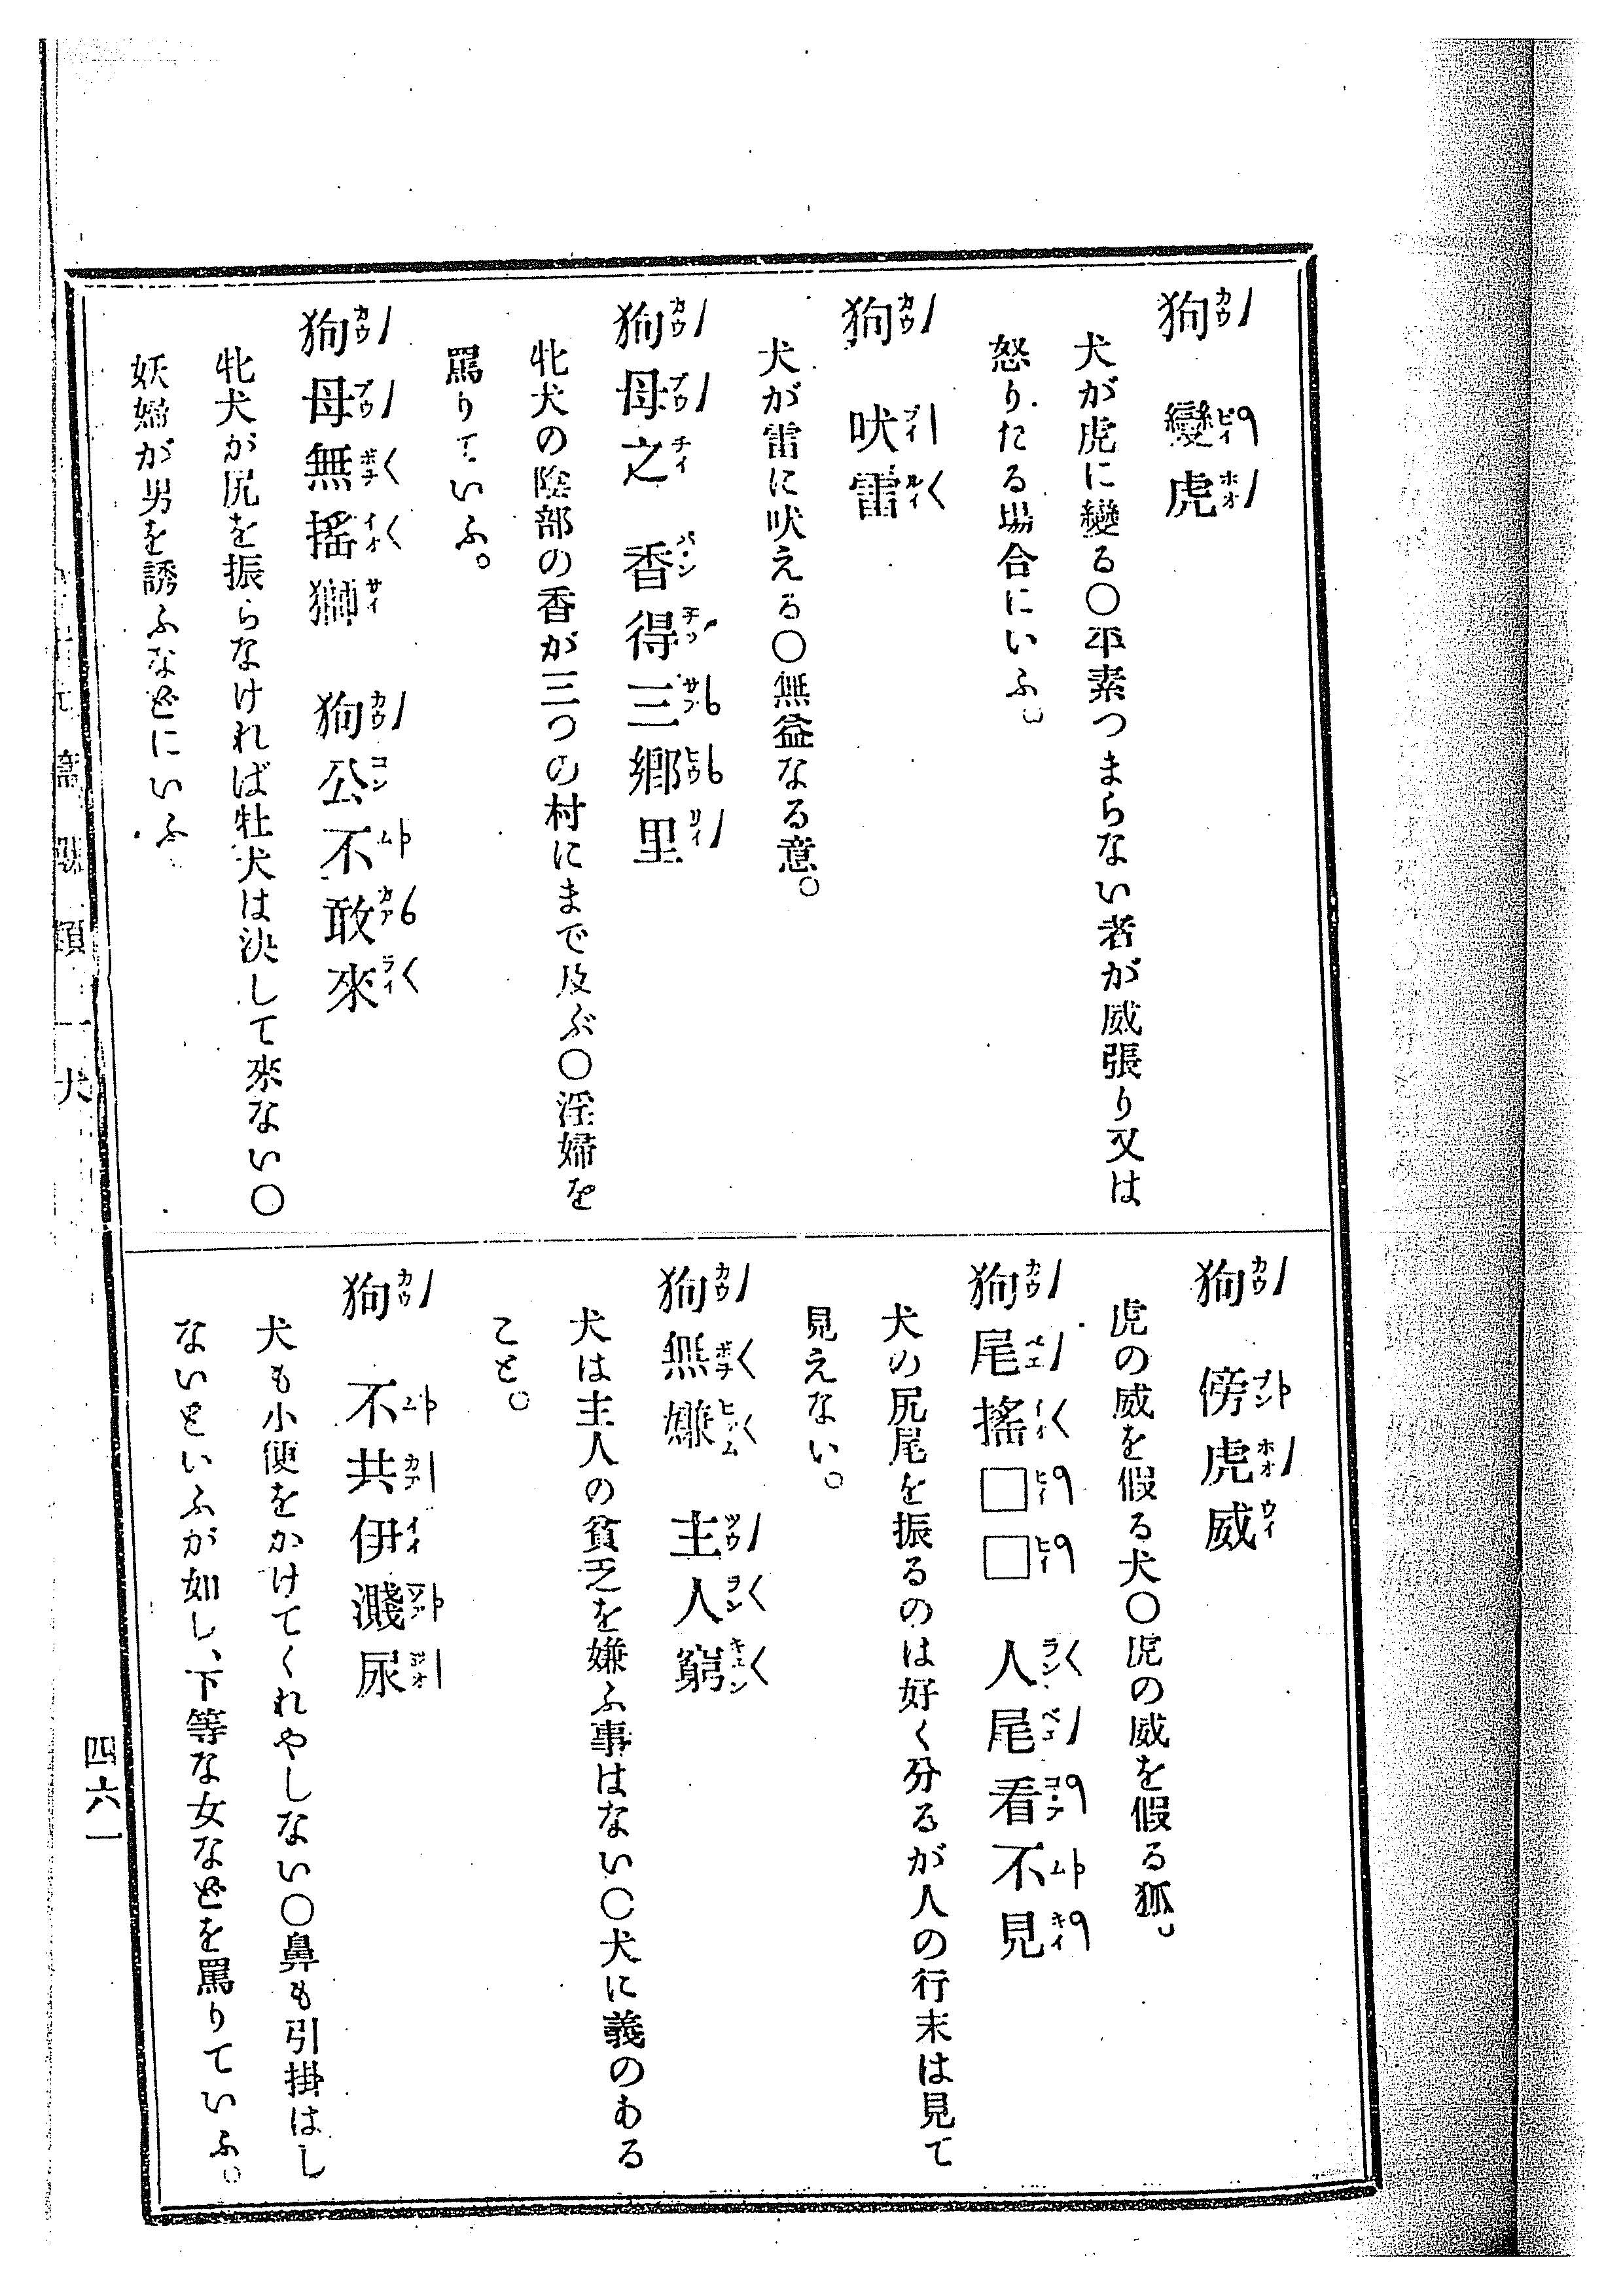 狗 變虎
犬が虎に變る〇平素つまらない者が威張り又は
怒りたる場合にいふ。
狗 吠雷
犬が雷に吠える〇無益なる意。
狗母之 香得三鄉里
牝犬の陰部の香が三つの村にまで及ぶ〇淫婦を
罵りていふ。
狗母無搖獅 狗公不敢來
牝犬が尻を振らなければ牡犬は決して來ない〇
妖婦が男を誘ふなどにいふ
狗 傍虎威
虎の威を假る犬〇虎の威を假る狐。
狗尾搖□□ 人尾看不見
犬の尻尾を振るのは好く分るが人の行末は見て
見えない。
狗無嫌 主人窮
犬は主人の貧乏を嫌ふ事はない〇犬に義のある
こと。
狗 不共伊濺尿
犬も小便をかけてくれやしない〇鼻も引掛はし
ないといふが如し、下等な女などを罵りていふ。
類 一 犬
四六一